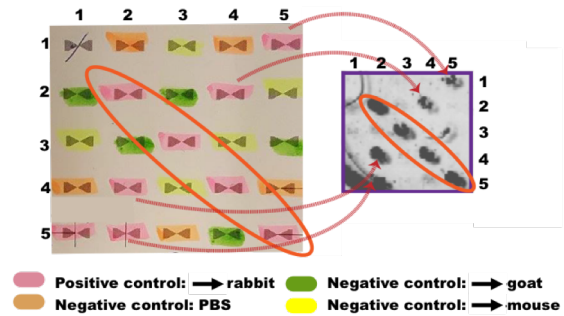 1 2 3 4 5
1
2
3
4
5
1 2 3 4 5
1
2
3
4
5
Positive control: → rabbit
Negative control: PBS
Negative control: → goat
Negative control: → mouse